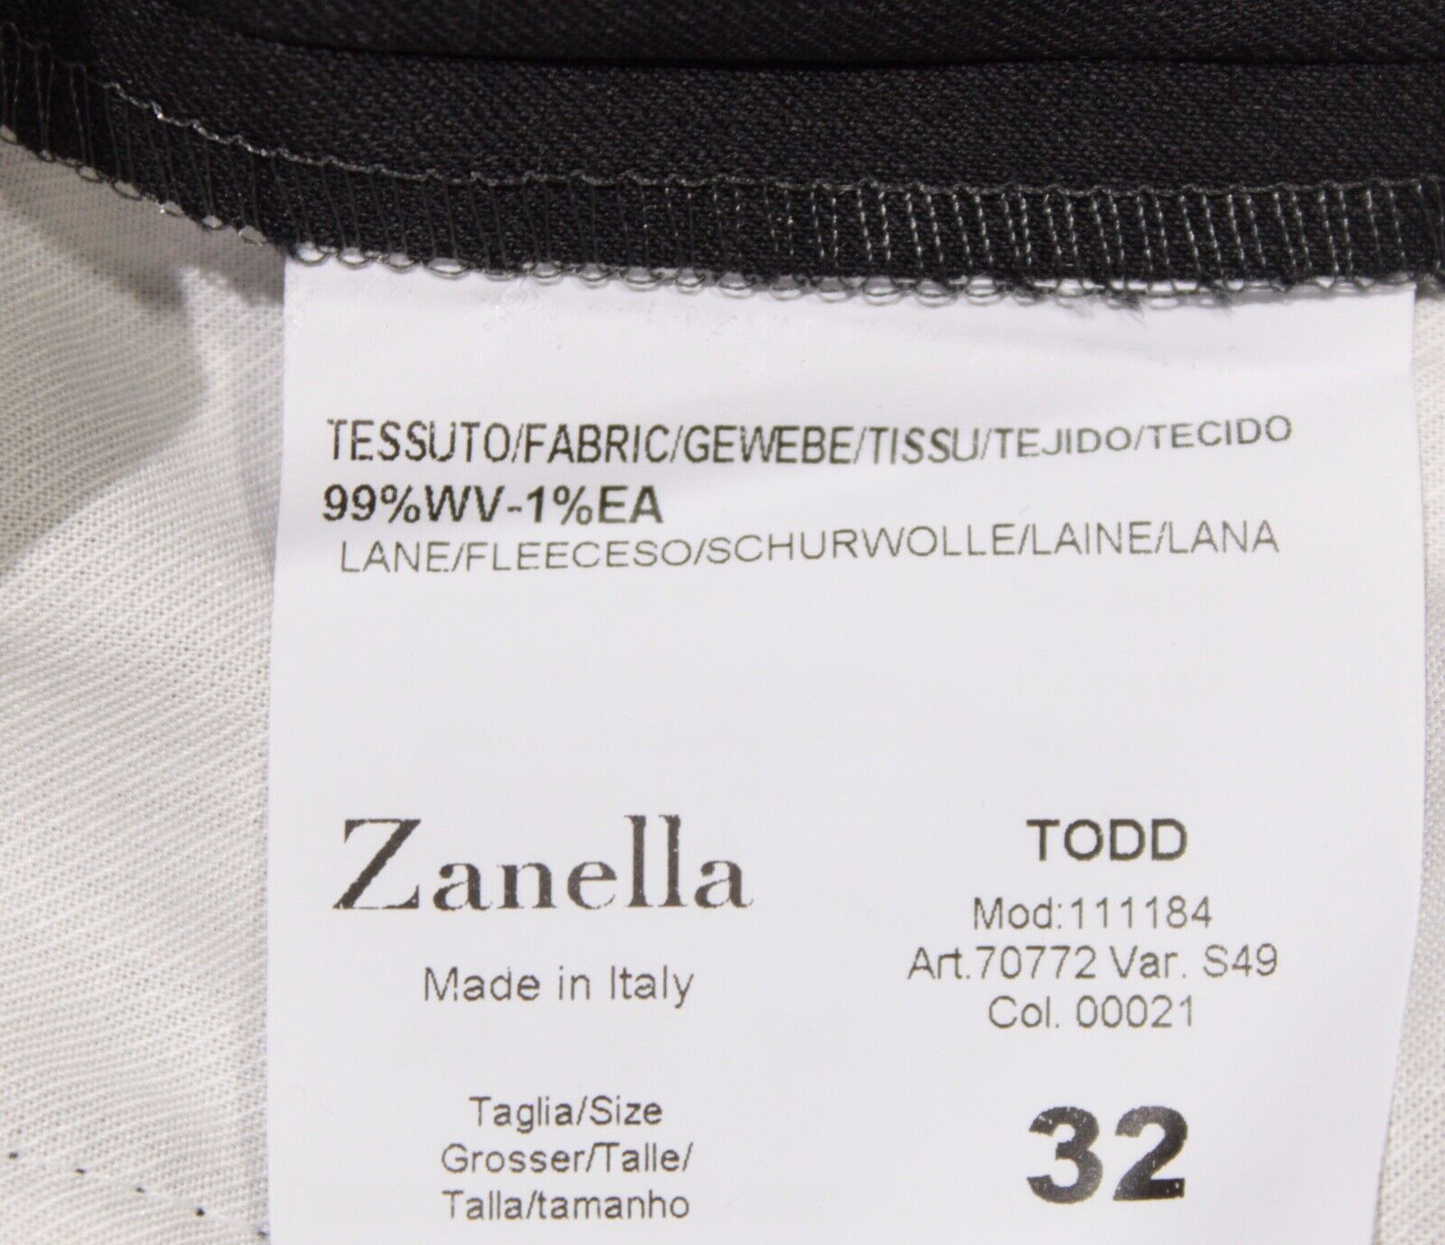 TESSUTO/FABRIC/GEWEBE/TISSU/TEJIDO/TECIDO
99%WV-1%EA
LANE/FLEECESO/SCHURWOLLE/LAINE/LANA
Zanella
Made in Italy
TODD
Mod:111184
Art.70772 Var. S49
Col. 00021
Taglia/Size
Grosser/Talle/
Talla/tamanho
32